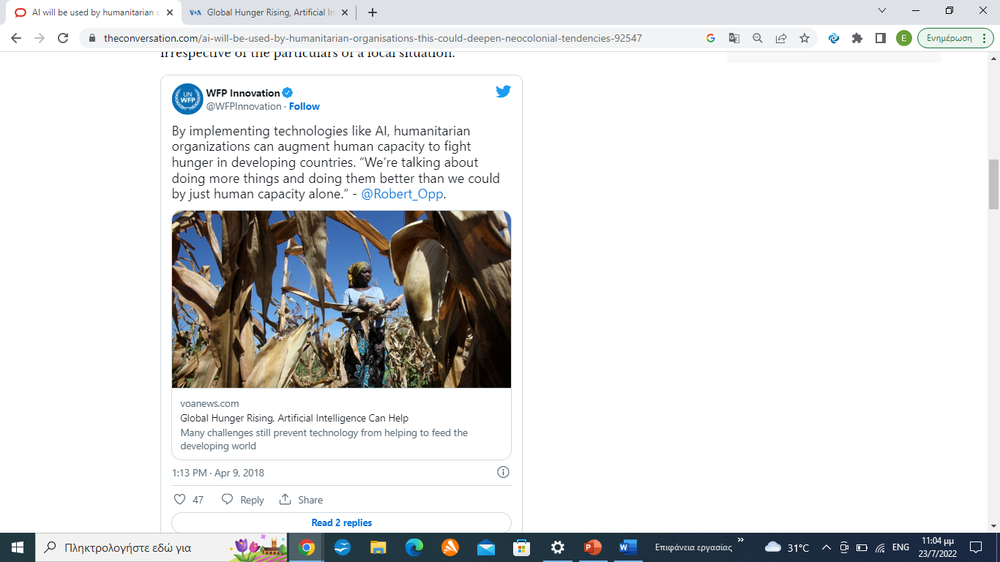 AI will be used by humanitarian c
Global Hunger Rising, Artificial In
theconversation.com/ai-will-be-used-by-humanitarian-organisations-this-could-deepen-neocolonial-tendencies-92547
E
Ενημέρωση
irrespective of the particulars of a local situation.
UN
WFP
WFP Innovation
@WFPInnovation · Follow
By implementing technologies like AI, humanitarian
organizations can augment human capacity to fight
hunger in developing countries. “We’re talking about
doing more things and doing them better than we could
by just human capacity alone.” - @Robert_Opp.
voanews.com
Global Hunger Rising, Artificial Intelligence Can Help
Many challenges still prevent technology from helping to feed the
developing world
1:13 PM · Apr 9, 2018
47 Reply Share
Read 2 replies
Πληκτρολογήστε εδώ για
Επιφάνεια εργασίας
31°C
ENG
11:04 μμ
23/7/2022